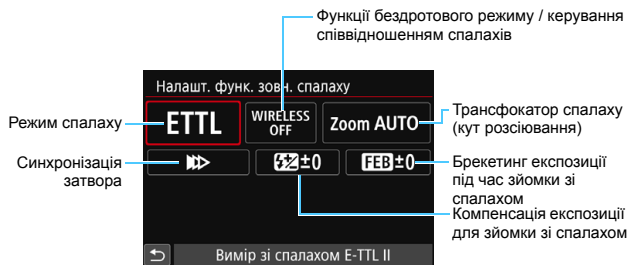 Функції бездротового режиму / керування
співвідношенням спалахів
Налашт. функ. зовн. спалаху
Режим спалаху
ETTL
WIRELESS
OFF
Zoom AUTO
Трансфокатор спалаху
(кут розсіювання)
Синхронізація
затвора
±0
FEB±0
Брекетинг експозиції
під час зйомки зі
спалахом
Компенсація експозиції
для зйомки зі спалахом
Вимір зі спалахом E-TTL II